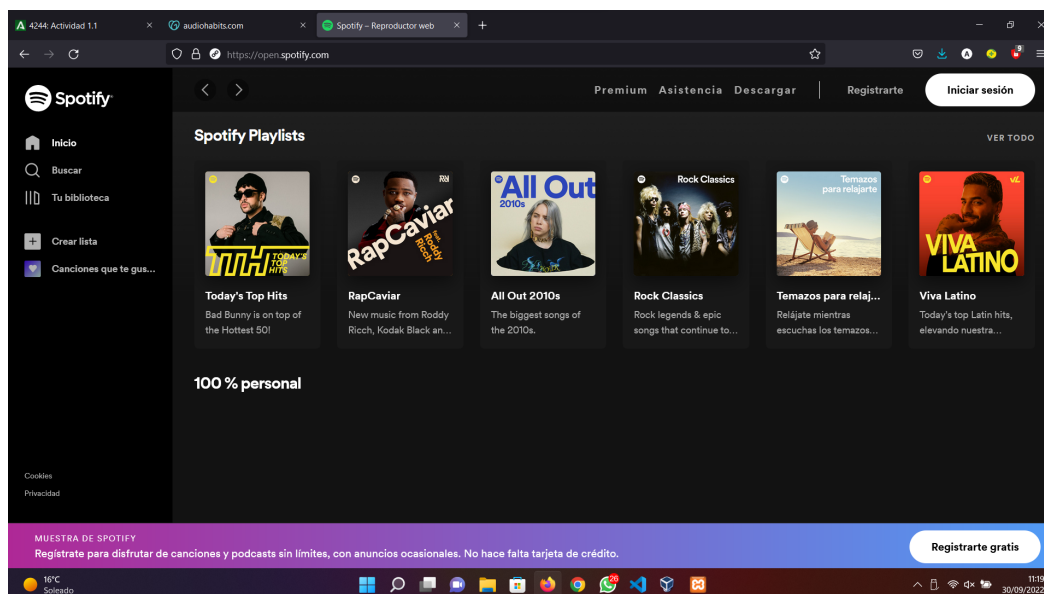 4244: Actividad 1.1
audiohabits.com
Spotify – Reproductor web
https://open.spotify.com
9
Spotify
Premium Asistencia Descargar
Registrarte
Iniciar sesión
Inicio
Buscar
Tu biblioteca
Crear lista
Canciones que te gus...
Spotify Playlists
VER TODO
TTH TODAY'S
TOP
HITS
RapCaviar
feat.
Roddy
Ricch
All Out
2010s
Rock Classics
Temazos
para relajarte
VIVA
LATINO
Today's Top Hits
Bad Bunny is on top of
the Hottest 50!
RapCaviar
New music from Roddy
Ricch, Kodak Black an...
All Out 2010s
The biggest songs of
the 2010s.
Rock Classics
Rock legends & epic
songs that continue to...
Temazos para relaj...
Relájate mientras
escuchas los temazos...
Viva Latino
Today's top Latin hits,
elevando nuestra...
100 % personal
Cookies
Privacidad
MUESTRA DE SPOTIFY
Regístrate para disfrutar de canciones y podcasts sin límites, con anuncios ocasionales. No hace falta tarjeta de crédito.
Registrarte gratis
16°C
Soleado
26
11:19
30/09/2022